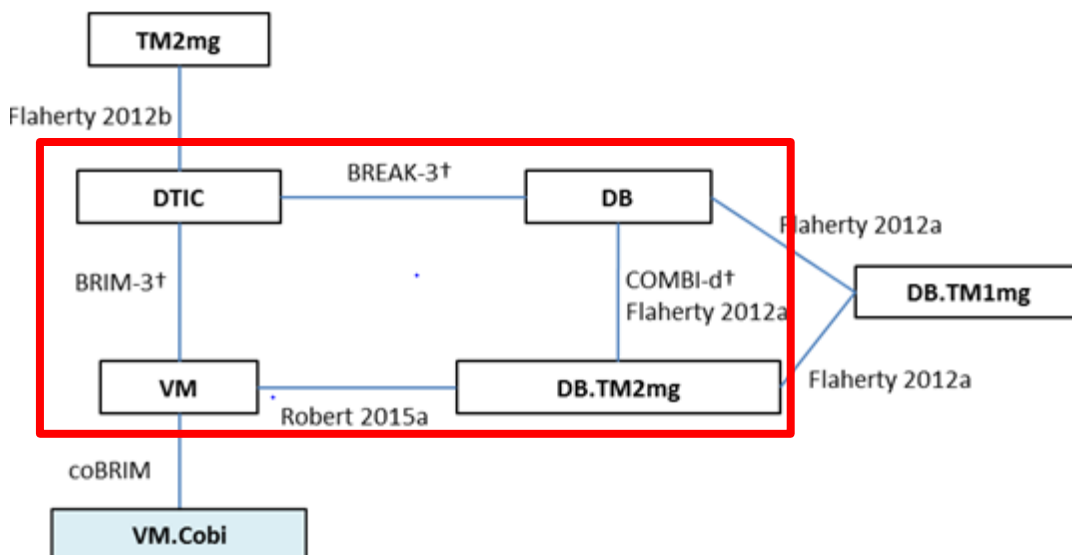 TM2mg
Flaherty 2012b
BREAK-3†
DTIC
DB
Flaherty 2012a
BRIM-3†
COMBI-d†
Flaherty 2012a
DB.TM1mg
VM
DB.TM2mg
Flaherty 2012a
Robert 2015a
coBRIM
VM.Cobi